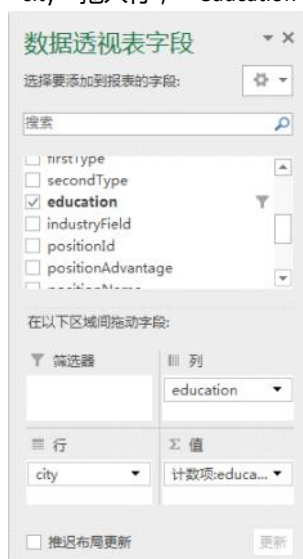 city 拖入行，education
数据透视表字段
选择要添加到报表的字段:
搜索
firstType
secondType
education
industryField
positionId
positionAdvantage
在以下区域间拖动字段:
筛选器
列
education
行
值
city
计数项:educa...
推迟布局更新
更新